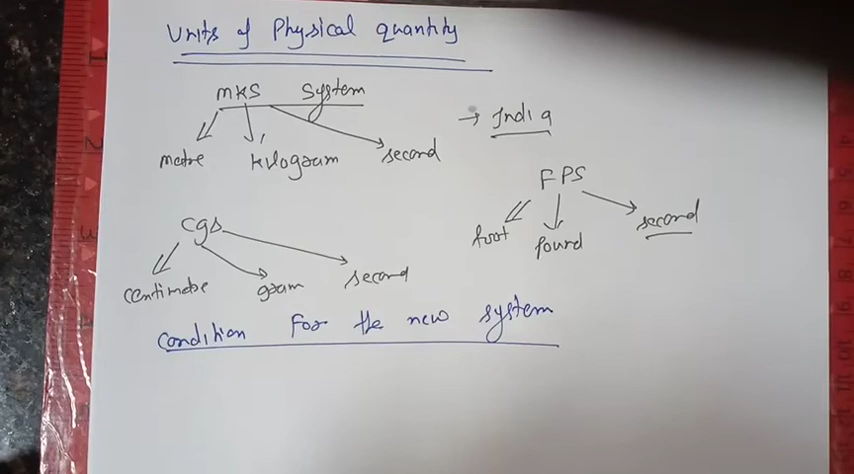 Units of Physical quantity
MKS System
→ India
metre kilogram second
FPS
foot pound second
cgs
centimetre gram second
Condition for the new system